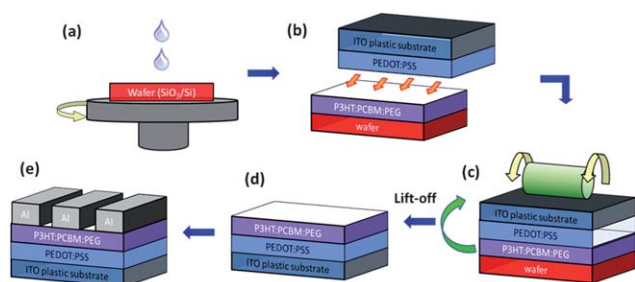 (a)
Wafer (SiO2/Si)
(b)
ITO plastic substrate
PEDOT:PSS
P3HT:PCBM:PEG
wafer
(c)
ITO plastic substrate
PEDOT:PSS
P3HT:PCBM:PEG
wafer
Lift-off
(d)
P3HT:PCBM:PEG
PEDOT:PSS
ITO plastic substrate
(e)
Al Al Al
P3HT:PCBM:PEG
PEDOT:PSS
ITO plastic substrate